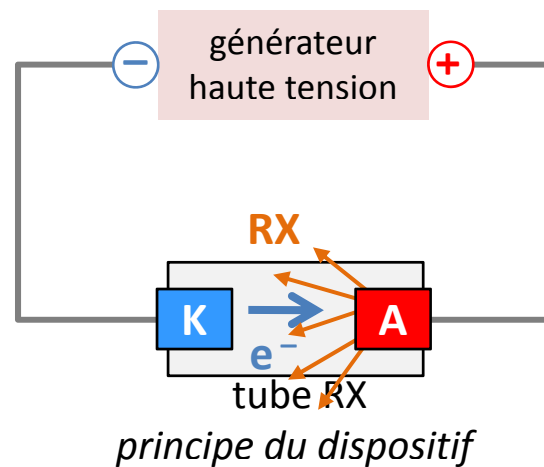 générateur
haute tension
−
+
RX
K
A
e⁻
tube RX
principe du dispositif